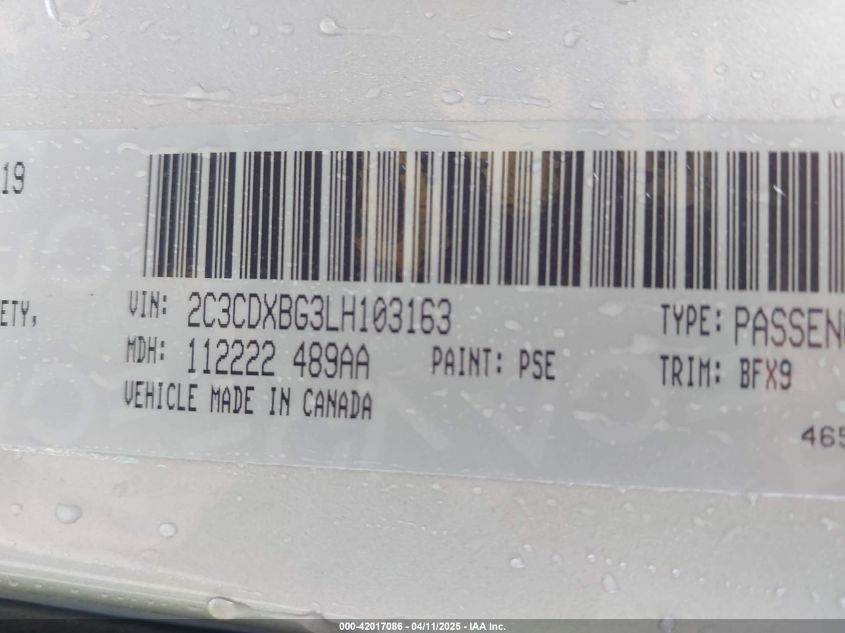 19
ETY,
VIN: 2C3CDXBG3LH103163
TYPE: PASSEN
MDH: 112222 489AA
PAINT: PSE
TRIM: BFX9
VEHICLE MADE IN CANADA
465
000-42017086 - 04/11/2025 - IAA Inc.